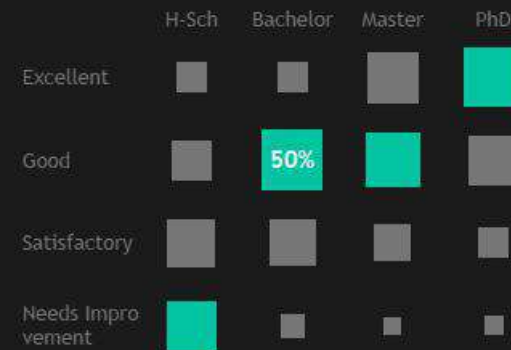 H-Sch Bachelor Master PhD
Excellent
Good 50%
Satisfactory
Needs Impro
vement